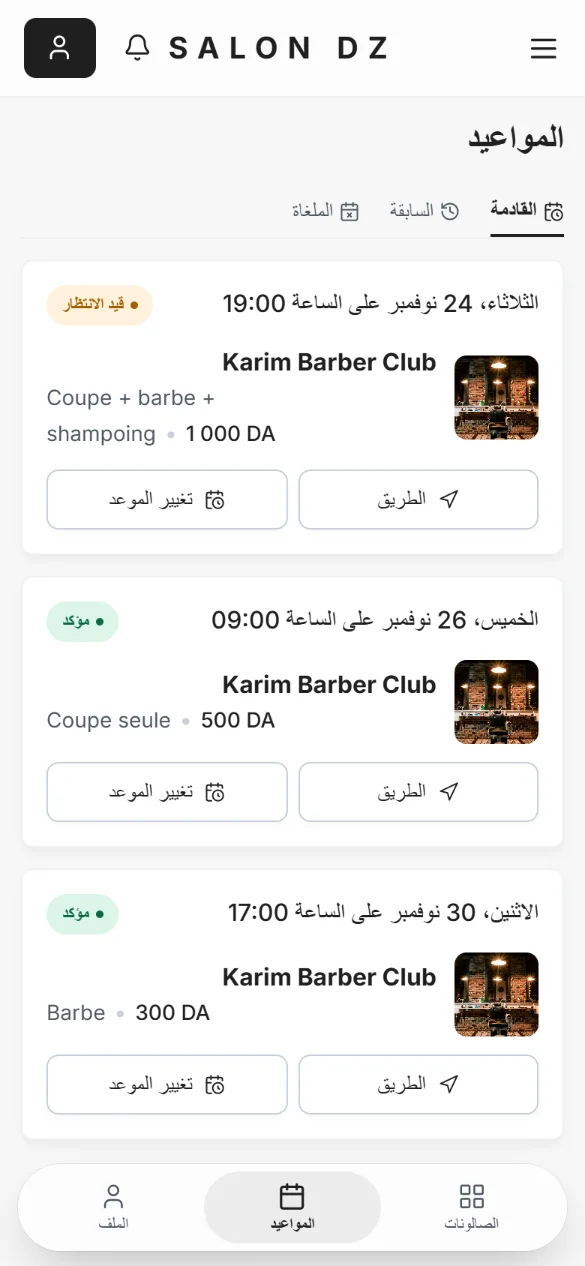 SALON DZ
المواعيد
القادمة
السابقة
الملغاة
الثلاثاء، 24 نوفمبر على الساعة 19:00
قيد الانتظار
Karim Barber Club
Coupe + barbe +
shampoing • 1 000 DA
الطريق
تغيير الموعد
الخميس، 26 نوفمبر على الساعة 09:00
مؤكد
Karim Barber Club
Coupe seule • 500 DA
الطريق
تغيير الموعد
الاثنين، 30 نوفمبر على الساعة 17:00
مؤكد
Karim Barber Club
Barbe • 300 DA
الطريق
تغيير الموعد
الصالونات
المواعيد
الملف